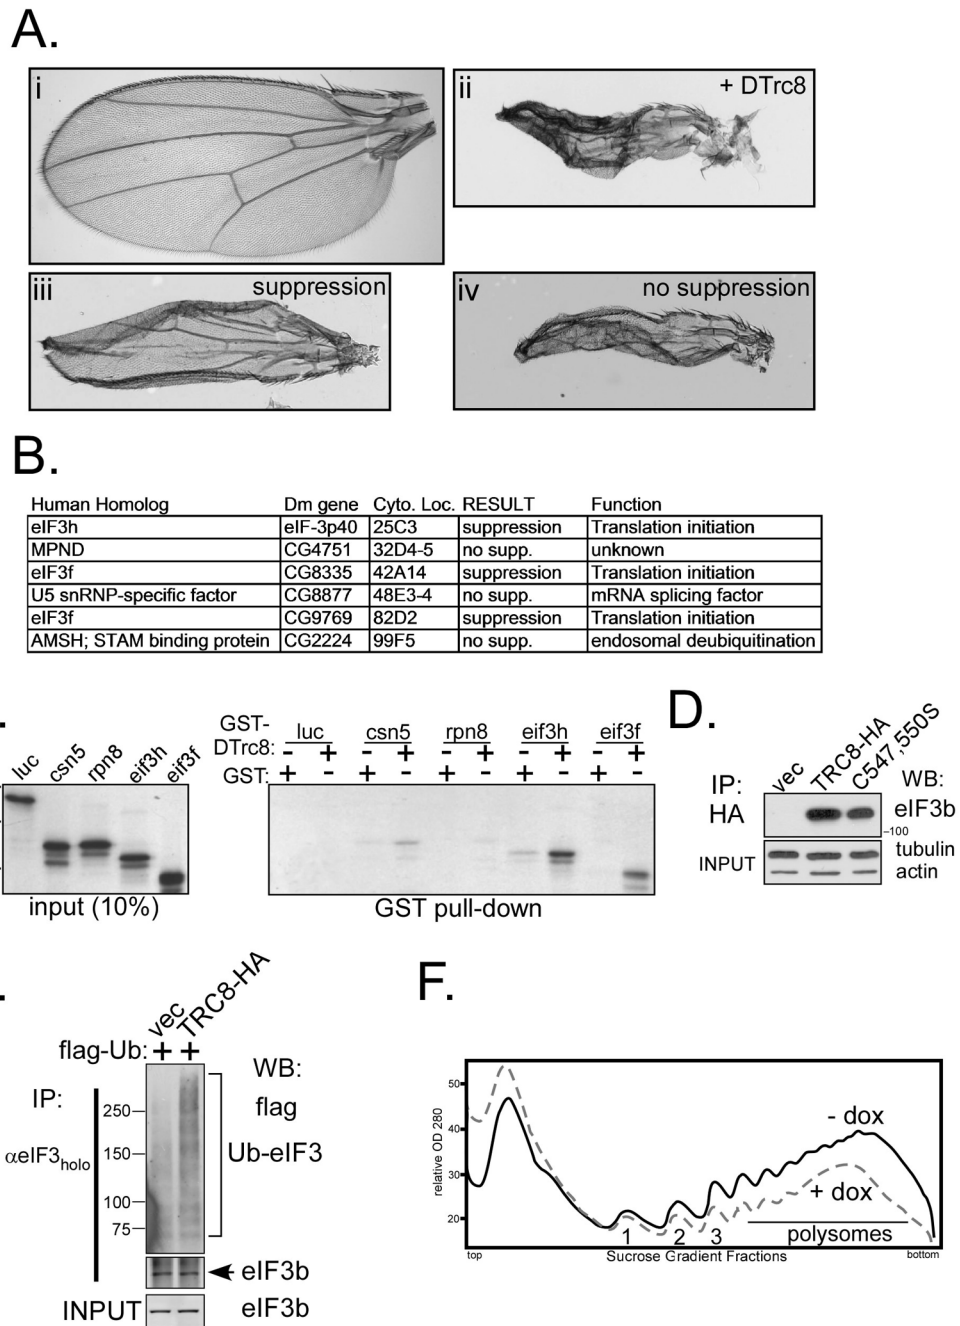 A.
i
ii + DTrc8
iii suppression
iv no suppression
B.
Human Homolog Dm gene Cyto. Loc. RESULT Function
eIF3h eIF-3p40 25C3 suppression Translation initiation
MPND CG4751 32D4-5 no supp. unknown
eIF3f CG8335 42A14 suppression Translation initiation
U5 snRNP-specific factor CG8877 48E3-4 no supp. mRNA splicing factor
eIF3f CG9769 82D2 suppression Translation initiation
AMSH; STAM binding protein CG2224 99F5 no supp. endosomal deubiquitination
luc csn5 rpn8 eif3h eif3f
input (10%)
GST-
DTrc8: - + - + - + - + - +
luc csn5 rpn8 eif3h eif3f
GST: + - + - + - + - + -
GST pull-down
D.
vec TRC8-HA C547,550S
IP: WB:
HA eIF3b
-100
INPUT tubulin
actin
vec TRC8-HA
flag-Ub: + +
WB:
IP: flag
αeIF3holo Ub-eIF3
250
150
100
75
eIF3b
INPUT eIF3b
F.
relative OD 280
50
40
30
20
- dox
+ dox
1 2 3 polysomes
top Sucrose Gradient Fractions bottom